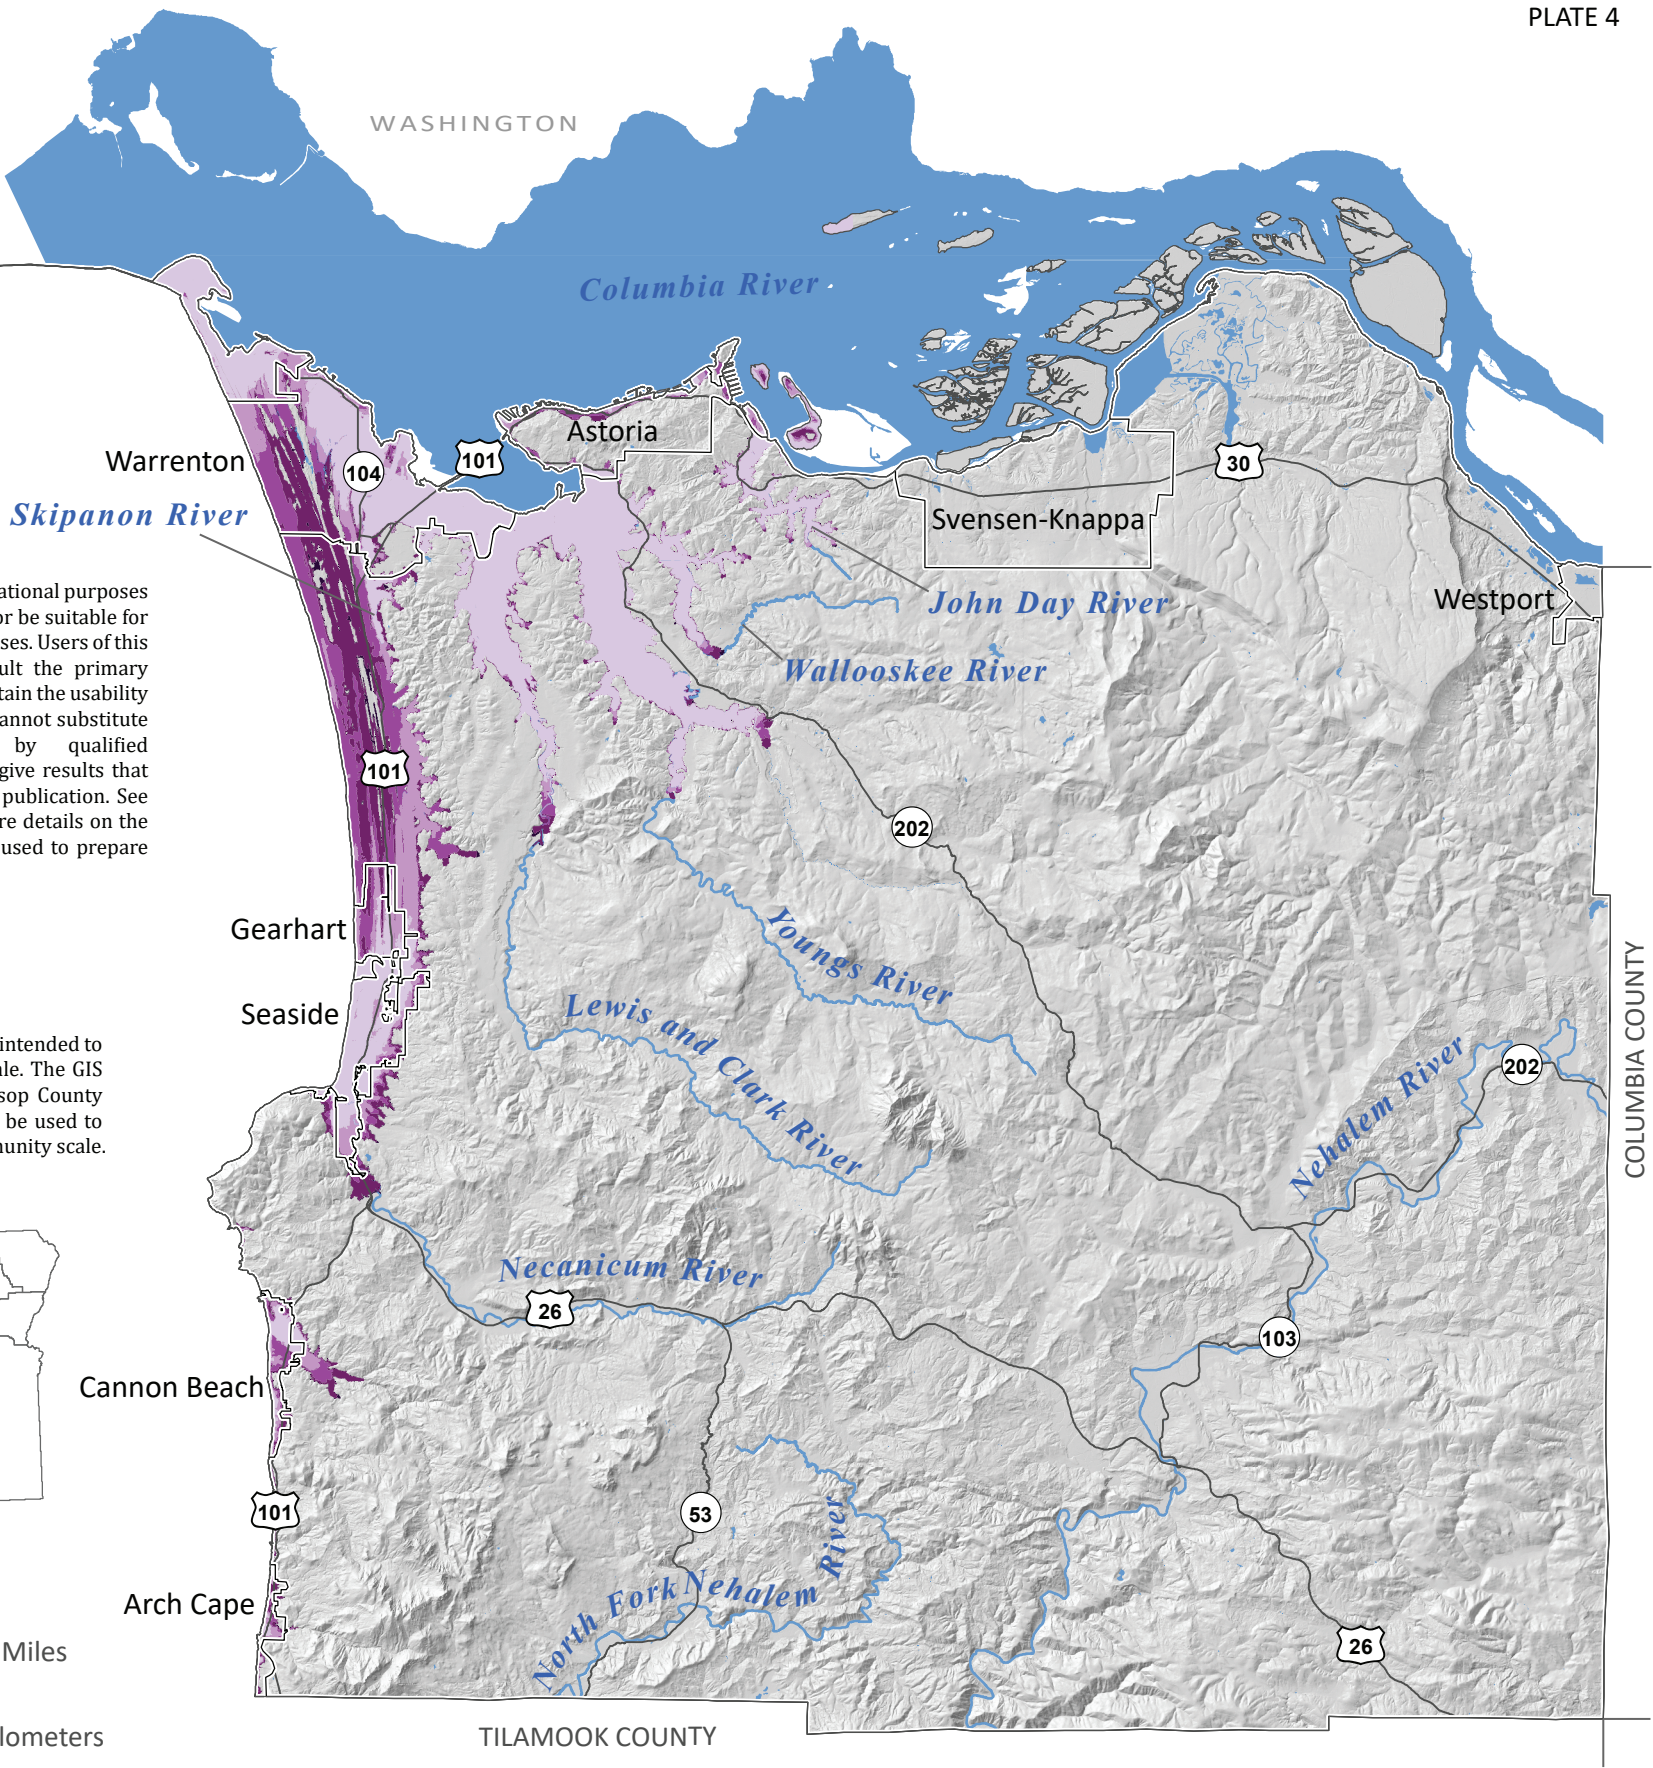 PLATE 4
WASHINGTON
Columbia River
Astoria
Warrenton
104
101
30
Skipanon River
Svensen-Knappa
ational purposes
or be suitable for
ses. Users of this
ult the primary
tain the usability
annot substitute
by qualified
give results that
publication. See
re details on the
used to prepare
John Day River
Westport
Wallooskee River
101
202
Gearhart
Youngs River
Seaside
Lewis and Clark River
COLUMBIA COUNTY
intended to
ale. The GIS
sop County
be used to
munity scale.
Nehalem River
202
Necanicum River
26
103
Cannon Beach
101
53
Arch Cape
North Fork Nehalem River
26
Miles
lometers
TILAMOOK COUNTY